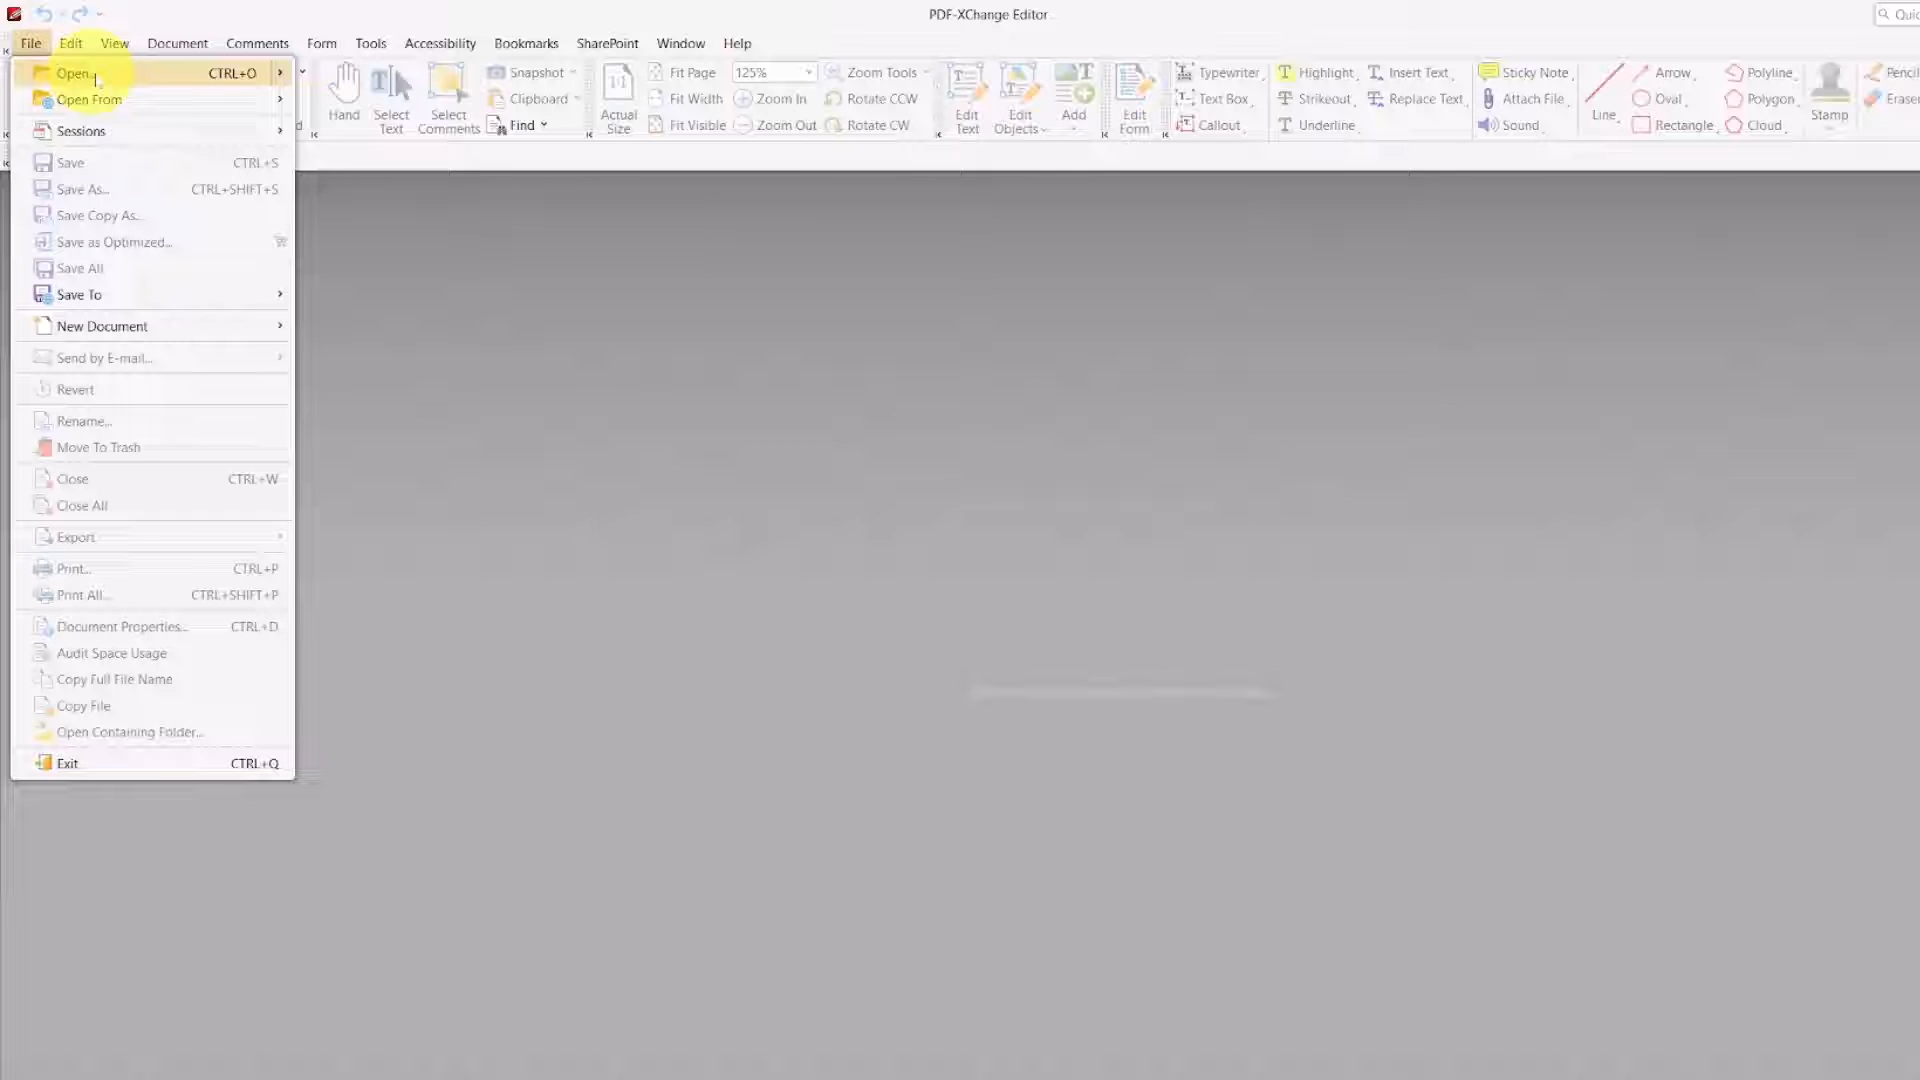 PDF-XChange Editor
Quic
File Edit View Document Comments Form Tools Accessibility Bookmarks SharePoint Window Help
Open... CTRL+O
Open From
Sessions
Save CTRL+S
Save As... CTRL+SHIFT+S
Save Copy As...
Save as Optimized...
Save All
Save To
New Document
Send by E-mail...
Revert
Rename...
Move To Trash
Close CTRL+W
Close All
Export
Print... CTRL+P
Print All... CTRL+SHIFT+P
Document Properties... CTRL+D
Audit Space Usage
Copy Full File Name
Copy File
Open Containing Folder...
Exit CTRL+Q
Hand
Select
Text
Select
Comments
Snapshot
Clipboard
Find
1:1
Actual
Size
Fit Page
Fit Width
Fit Visible
125%
Zoom In
Zoom Out
Zoom Tools
Rotate CCW
Rotate CW
Edit
Text
Edit
Objects
Add
Edit
Form
Typewriter
Text Box
Callout
Highlight
Strikeout
Underline
Insert Text
Replace Text
Sticky Note
Attach File
Sound
Line
Arrow
Oval
Rectangle
Polyline
Polygon
Cloud
Stamp
Pencil
Eraser